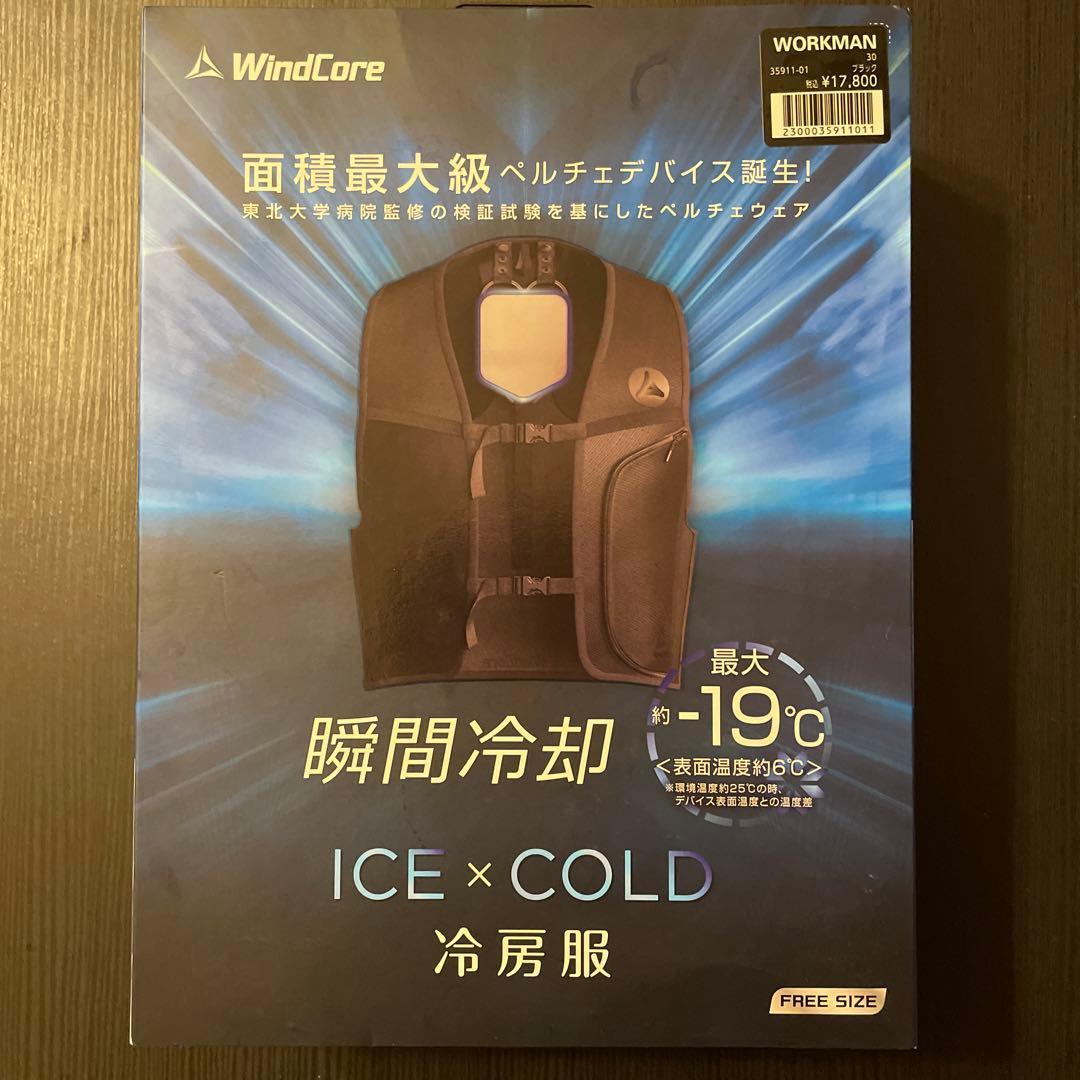 WindCore
WORKMAN
30
35911-01 ブラック
税込 ¥17,800
2300035911011
面積最大級ペルチェデバイス誕生!
東北大学病院監修の検証試験を基にしたペルチェウェア
最大
約-19℃
<表面温度約6℃>
※環境温度約25℃の時、
デバイス表面温度との温度差
瞬間冷却
ICE × COLD
冷房服
FREE SIZE